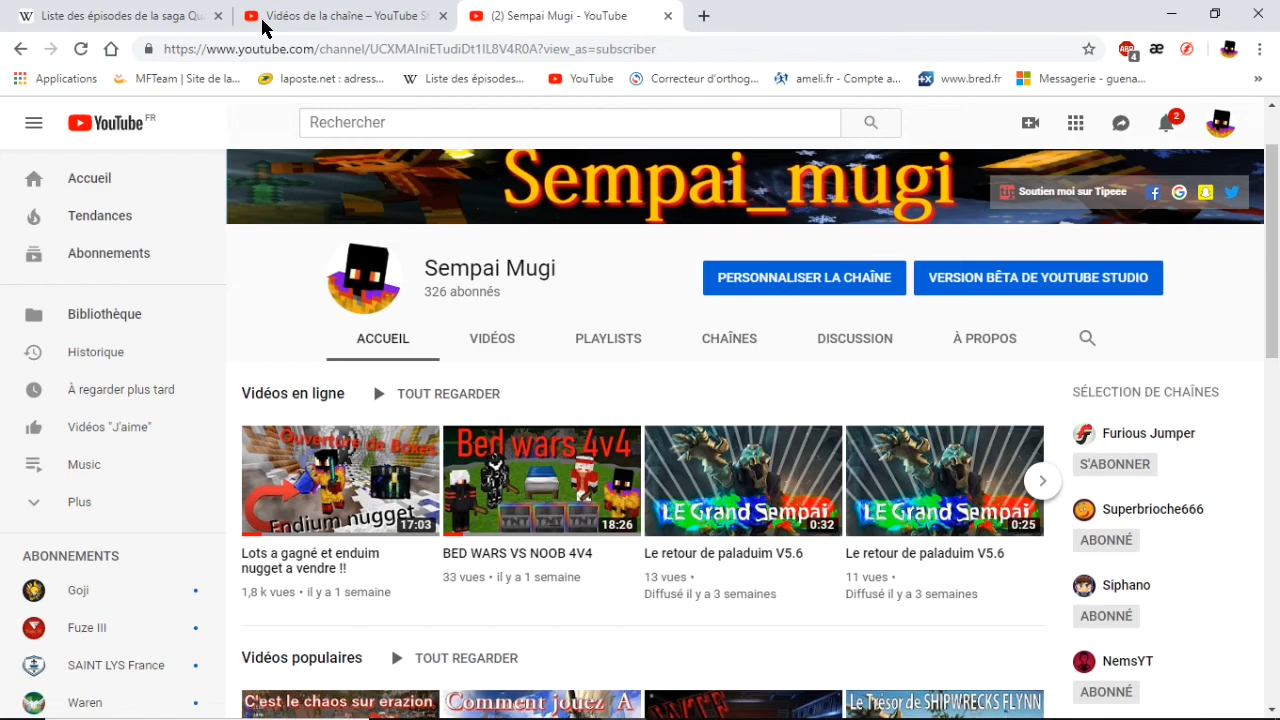 Liste des épisodes de la saga Qu
Vidéos de la chaîne – YouTube S
(2) Sempai Mugi - YouTube
https://www.youtube.com/channel/UCXMAIniETudiDt1IL8V4R0A?view_as=subscriber
4
Applications
MFTeam | Site de la...
laposte.net : adress...
Liste des épisodes...
YouTube
Correcteur d'orthog...
ameli.fr - Compte a...
www.bred.fr
Messagerie - guena...
»
YouTube FR
Rechercher
2
Accueil
Tendances
Abonnements
Bibliothèque
Historique
À regarder plus tard
Vidéos "J'aime"
Music
Plus
ABONNEMENTS
Goji
Fuze III
SAINT LYS France
Waren
Sempai_mugi
Soutien moi sur Tipeee
Sempai Mugi
326 abonnés
PERSONNALISER LA CHAÎNE
VERSION BÊTA DE YOUTUBE STUDIO
ACCUEIL
VIDÉOS
PLAYLISTS
CHAÎNES
DISCUSSION
À PROPOS
Vidéos en ligne
TOUT REGARDER
Ouverture de Boxes
Endium nugget
17:03
Lots a gagné et enduim
nugget a vendre !!
1,8 k vues • il y a 1 semaine
Bed wars 4v4
TNT TNT TNT
18:26
BED WARS VS NOOB 4V4
33 vues • il y a 1 semaine
LE Grand Sempai
0:32
Le retour de paladuim V5.6
13 vues •
Diffusé il y a 3 semaines
LE Grand Sempai
0:25
Le retour de paladuim V5.6
11 vues •
Diffusé il y a 3 semaines
Vidéos populaires
TOUT REGARDER
C'est le chaos sur erazion
Comment jouez A
Le Trésor de SHIPWRECKS FLYNN
SÉLECTION DE CHAÎNES
Furious Jumper
S'ABONNER
Superbrioche666
ABONNÉ
Siphano
ABONNÉ
NemsYT
ABONNÉ